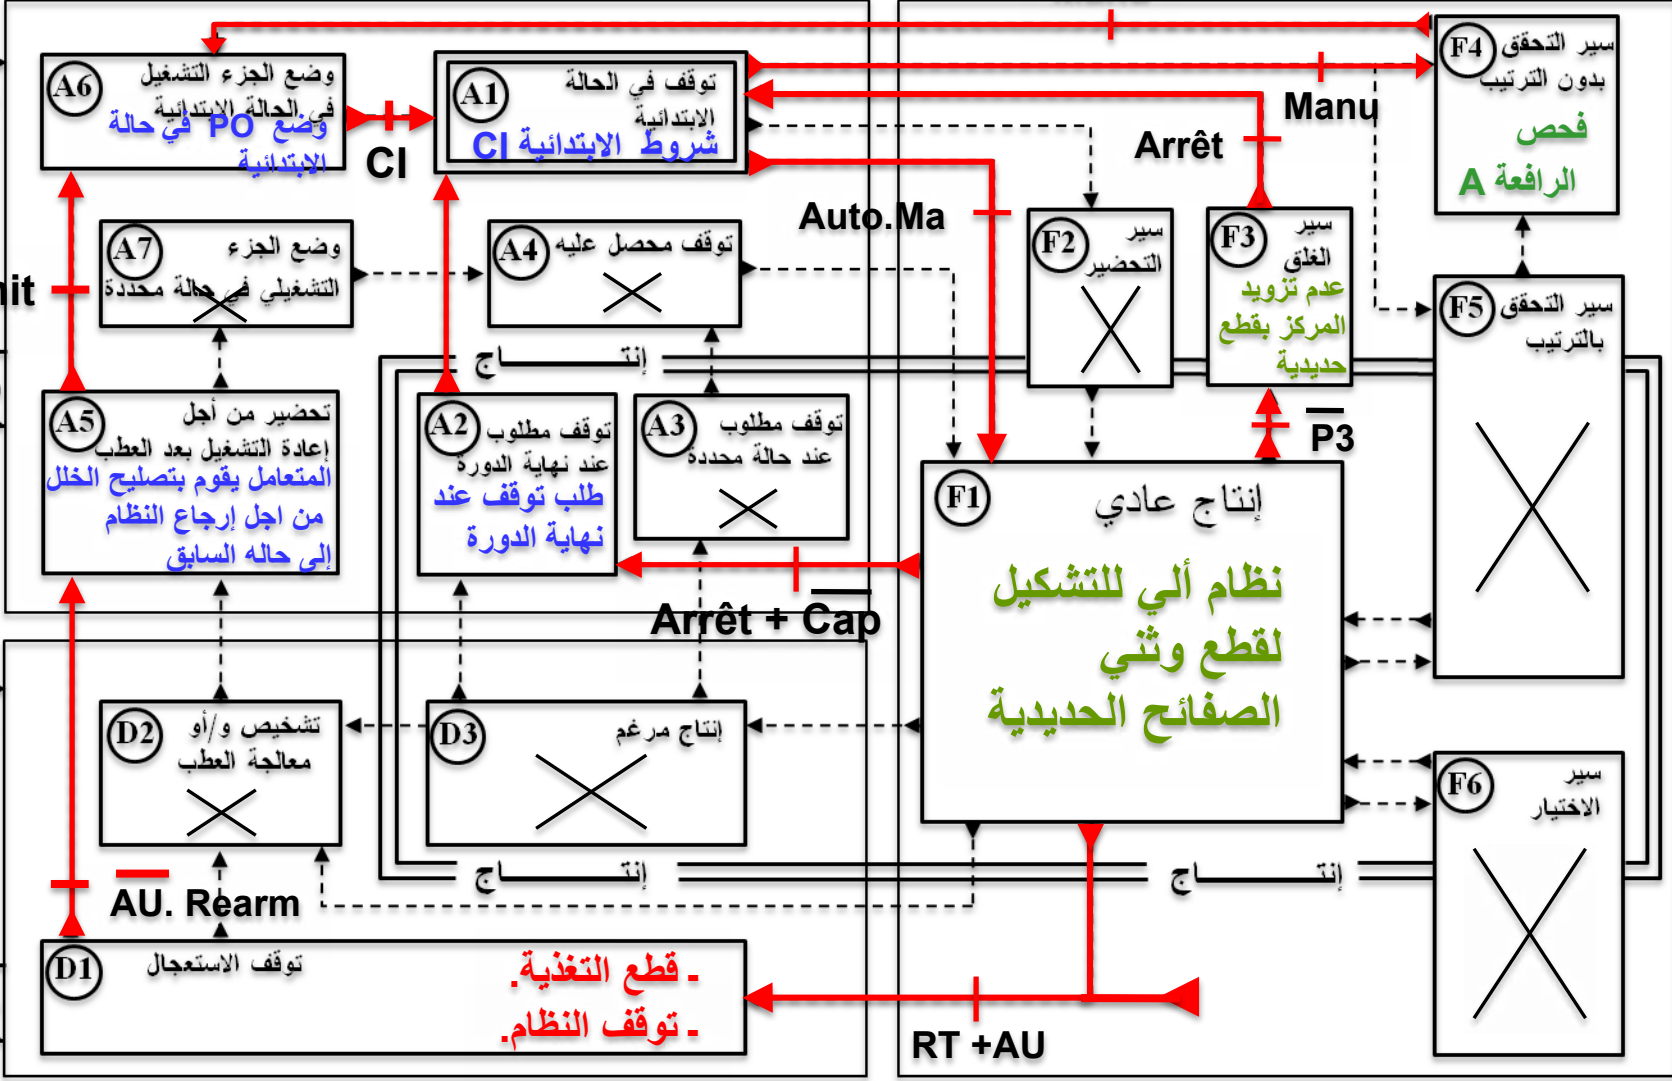 A6
وضع الجزء التشغيل
في الحالة الابتدائية
وضع PO في حالة
الابتدائية
CI
A1
توقف في الحالة
الابتدائية
شروط الابتدائية CI
Manu
F4
سير التحقق
بدون الترتيب
فحص
الرافعة A
Arrêt
Auto.Ma
A7
وضع الجزء
التشغيلي في حالة محددة
A4
توقف محصل عليه
F2
سير
التحضير
F3
سير
الغلق
عدم تزويد
المركز بقطع
حديدية
F5
سير التحقق
بالترتيب
nit
إنتــاج
A5
تحضير من أجل
إعادة التشغيل بعد العطب
المتعامل يقوم بتصليح الخلل
من اجل إرجاع النظام
إلى حاله السابق
A2
توقف مطلوب
عند نهاية الدورة
طلب توقف عند
نهاية الدورة
A3
توقف مطلوب
عند حالة محددة
P3
F1
إنتاج عادي
نظام ألي للتشكيل
لقطع وثني
الصفائح الحديدية
Arrêt + Cap
D2
تشخيص و/أو
معالجة العطب
D3
إنتاج مرغم
F6
سير
الاختيار
إنتــاج
إنتــاج
AU. Rearm
D1
توقف الاستعجال
- قطع التغذية.
- توقف النظام.
RT +AU